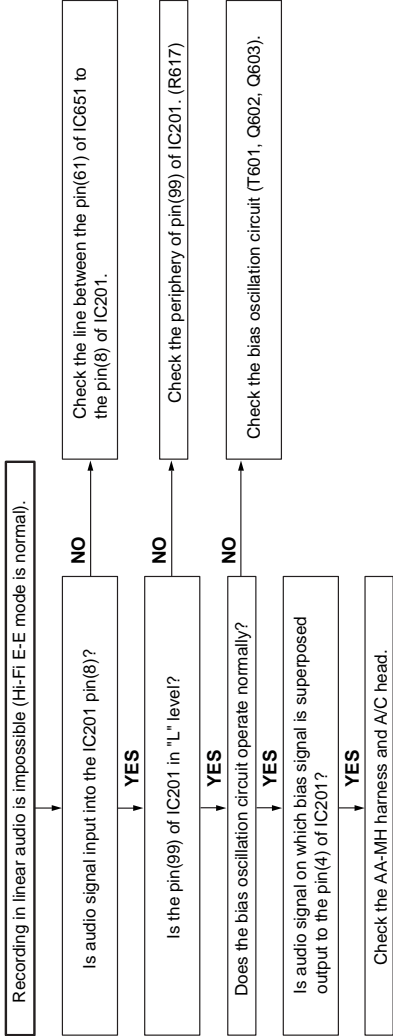 Recording in linear audio is impossible (Hi-Fi E-E mode is normal).
Is audio signal input into the IC201 pin(8)?
NO
Check the line between the pin(61) of IC651 to
the pin(8) of IC201.
YES
Is the pin(99) of IC201 in "L" level?
NO
Check the periphery of pin(99) of IC201. (R617)
YES
Does the bias oscillation circuit operate normally?
NO
Check the bias oscillation circuit (T601, Q602, Q603).
YES
Is audio signal on which bias signal is superposed
output to the pin(4) of IC201?
YES
Check the AA-MH harness and A/C head.